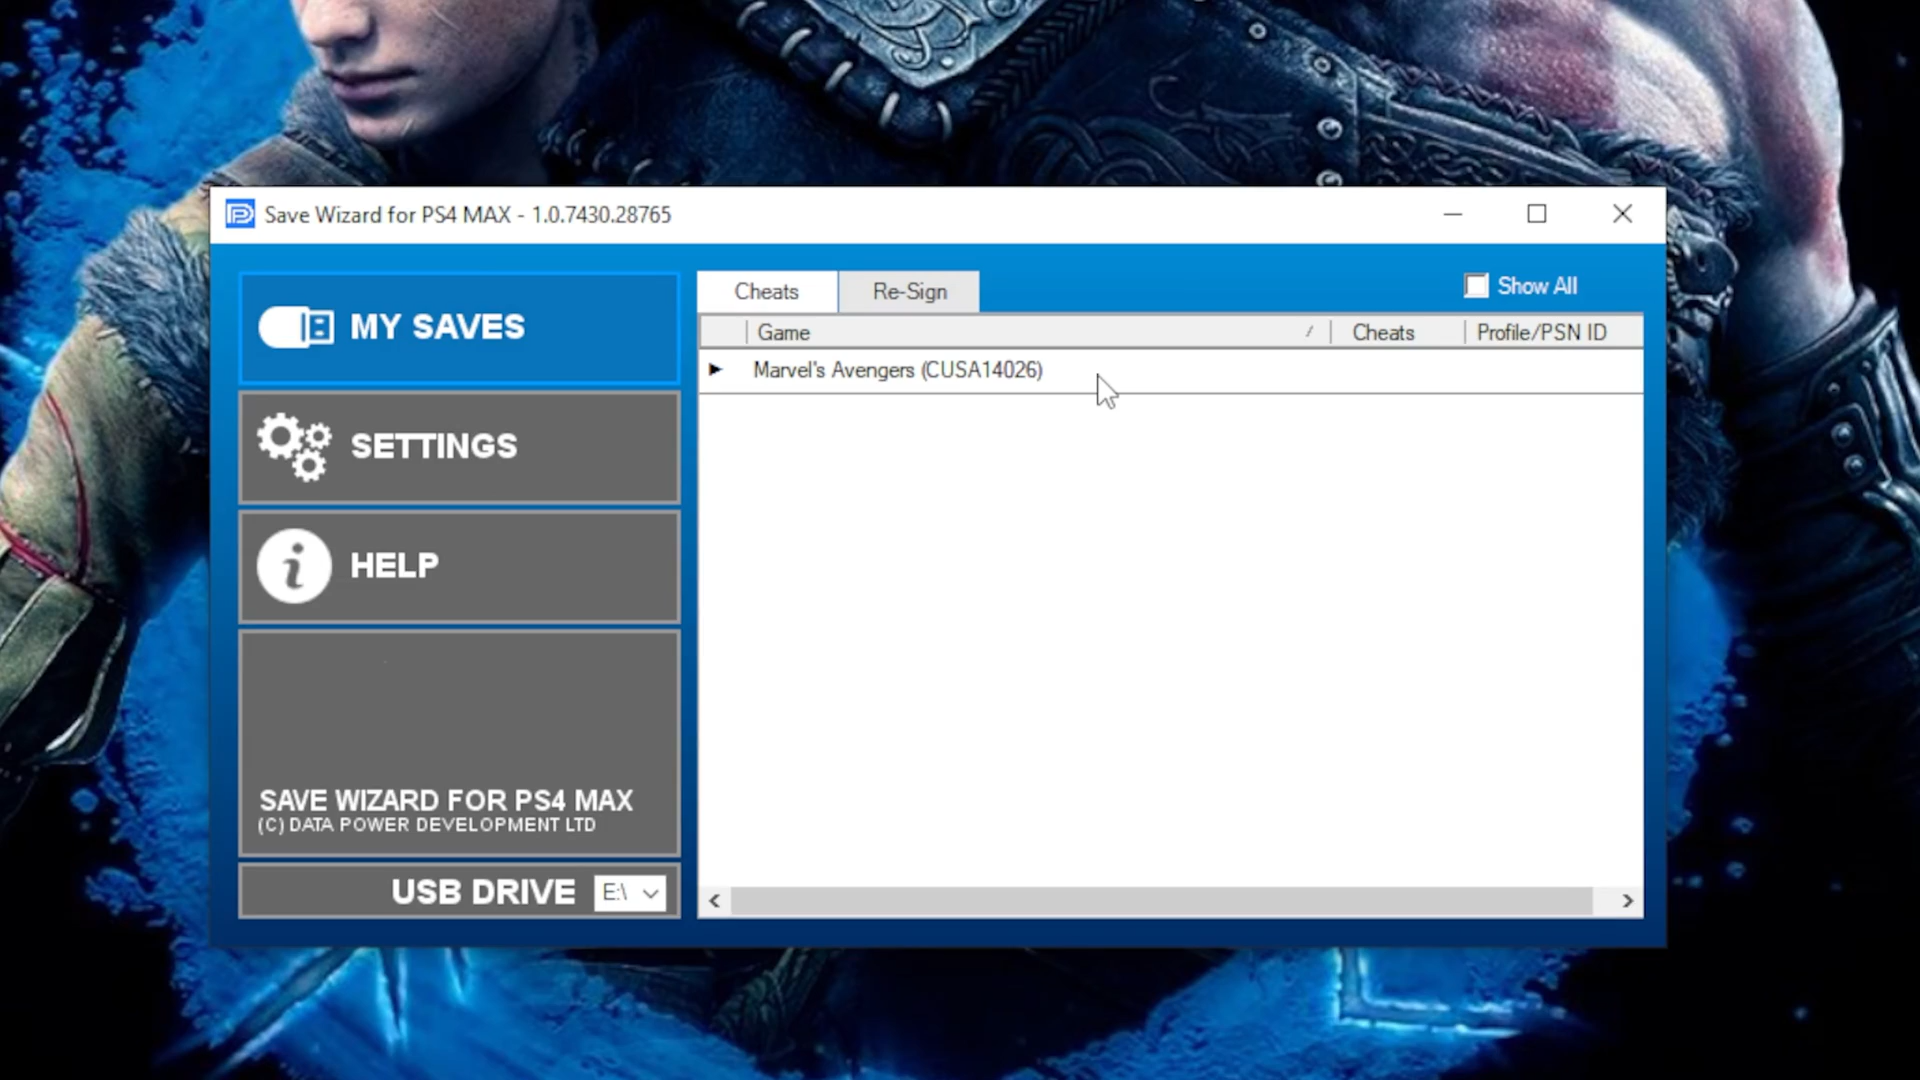 Save Wizard for PS4 MAX - 1.0.7430.28765
MY SAVES
SETTINGS
HELP
SAVE WIZARD FOR PS4 MAX
(C) DATA POWER DEVELOPMENT LTD
USB DRIVE E:\
Cheats Re-Sign Show All
Game Cheats Profile/PSN ID
Marvel's Avengers (CUSA14026)